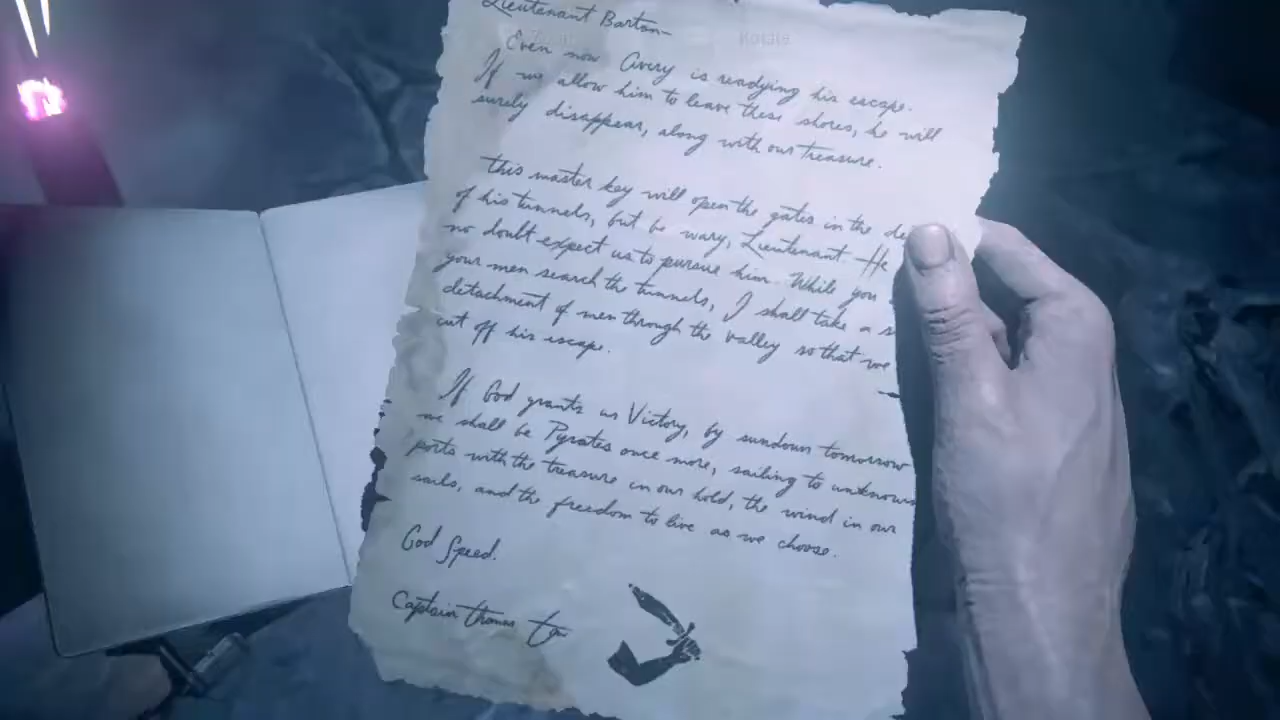 Lieutenant Barton—
Even now Avery is readying his escape.
If we allow him to leave these shores, he will
surely disappear, along with our treasure.
This master key will open the gates in the de
of his tunnels, but be wary, Lieutenant. He
no doubt expect us to pursue him. While you
your men search the tunnels, I shall take a s
detachment of men through the valley so that we
cut off his escape.
If God grants us Victory, by sundown tomorrow
we shall be Pyrates once more, sailing to unknown
ports with the treasure in our hold, the wind in our
sails, and the freedom to live as we choose.
God Speed.
Captain Thomas Tew